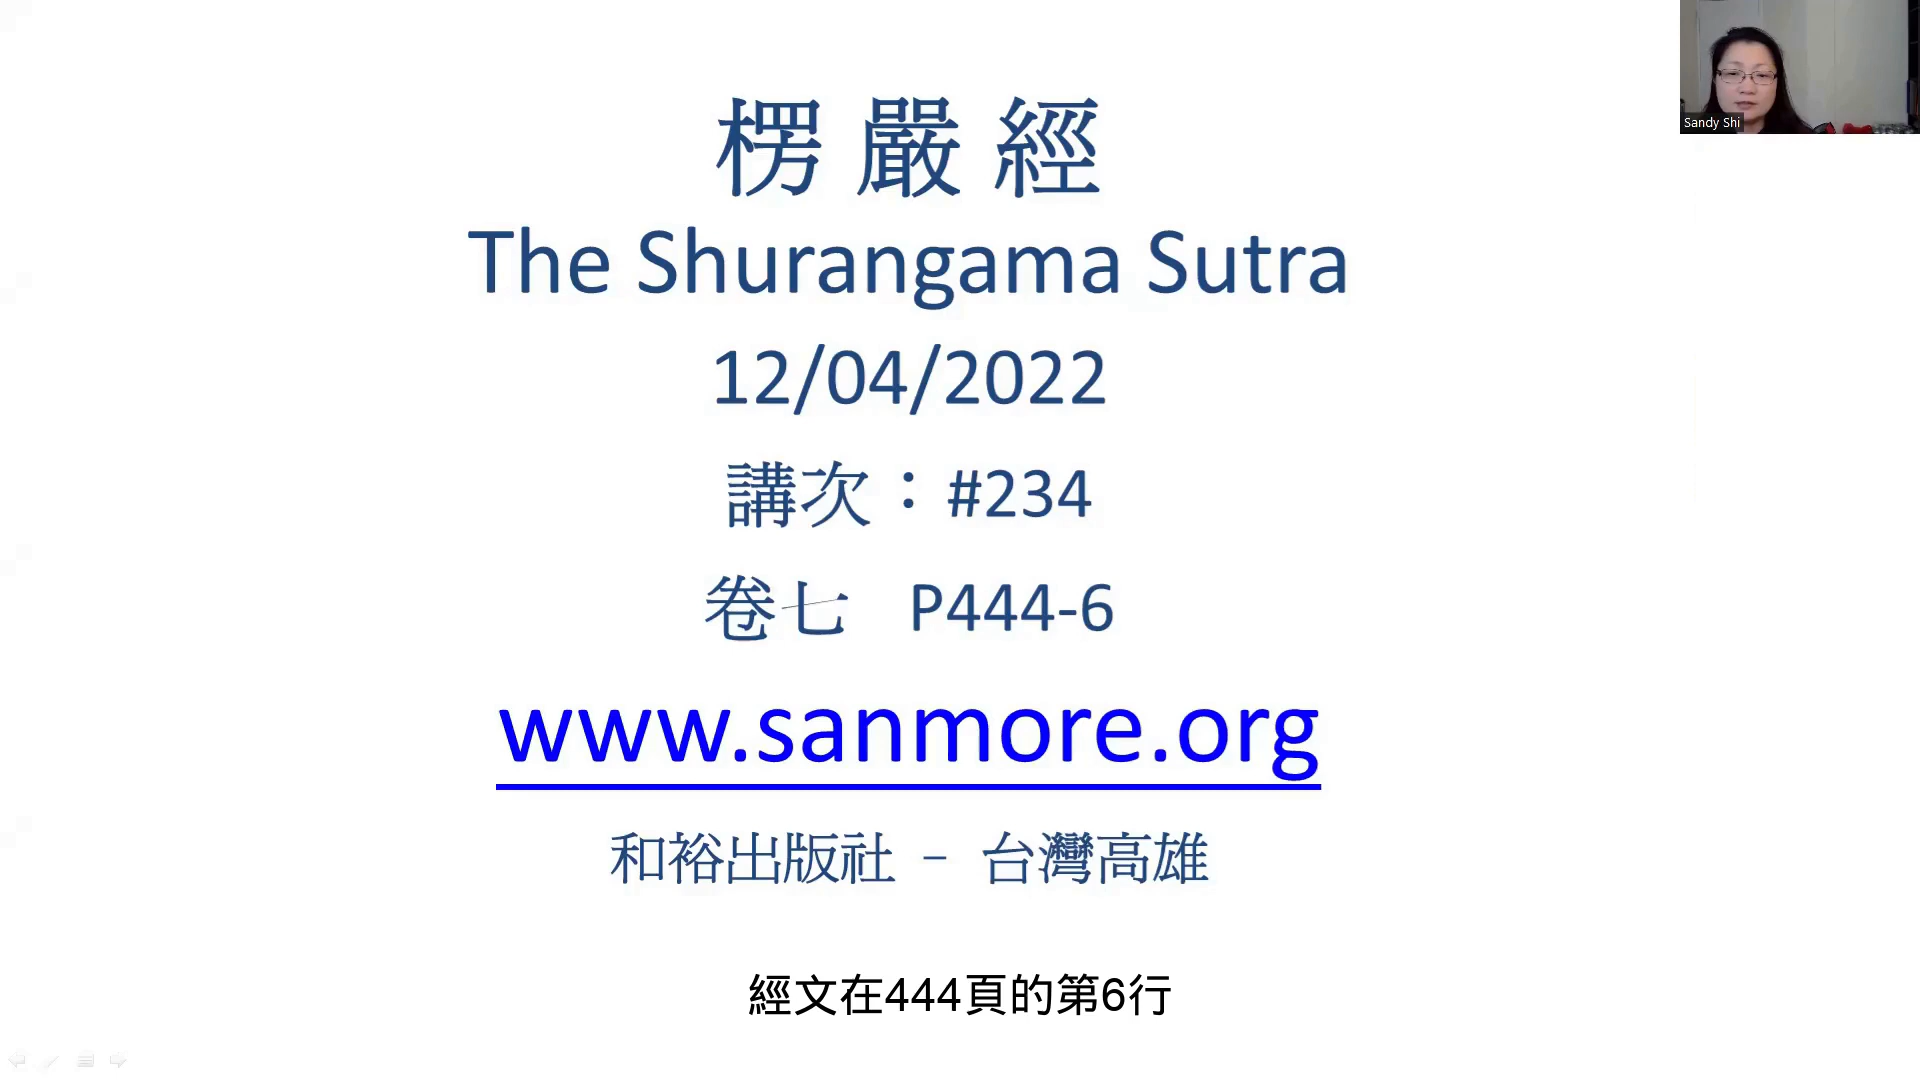 楞嚴經
The Shurangama Sutra
12/04/2022
講次：#234
卷七 P444-6
www.sanmore.org
和裕出版社 - 台灣高雄
經文在444頁的第6行
Sandy Shi